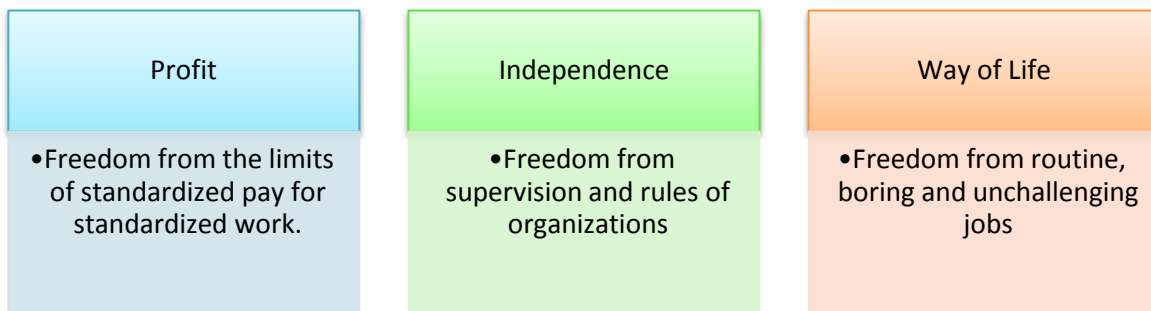 Profit
•Freedom from the limits
of standardized pay for
standardized work.
Independence
•Freedom from
supervision and rules of
organizations
Way of Life
•Freedom from routine,
boring and unchallenging
jobs